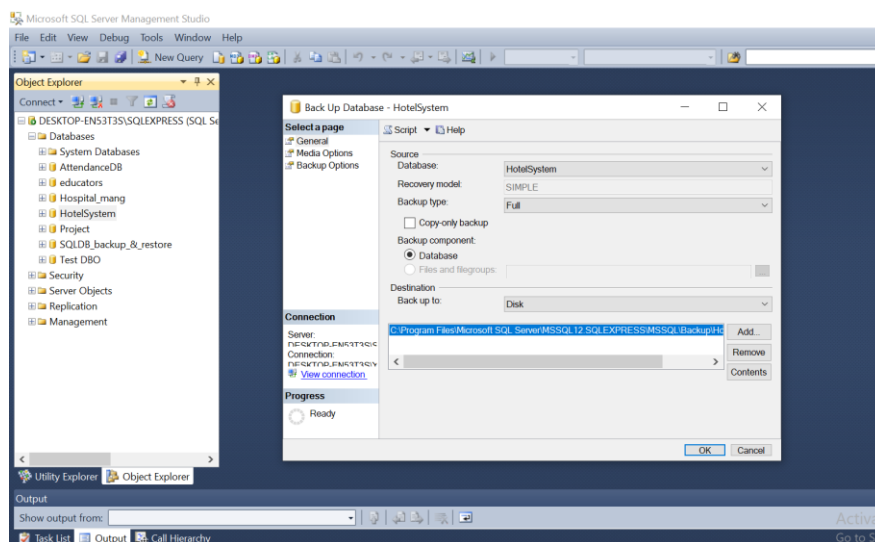 Microsoft SQL Server Management Studio
File Edit View Debug Tools Window Help
New Query
Object Explorer
Connect
DESKTOP-EN53T3S\SQLEXPRESS (SQL Se
Databases
System Databases
AttendanceDB
educators
Hospital_mang
HotelSystem
Project
SQLDB_backup_&_restore
Test DBO
Security
Server Objects
Replication
Management
Utility Explorer Object Explorer
Back Up Database - HotelSystem
Select a page
General
Media Options
Backup Options
Script Help
Source
Database: HotelSystem
Recovery model: SIMPLE
Backup type: Full
Copy-only backup
Backup component:
Database
Files and filegroups:
Destination
Back up to: Disk
C:\Program Files\Microsoft SQL Server\MSSQL12.SQLEXPRESS\MSSQL\Backup\Ho
Add...
Remove
Contents
Connection
Server:
DESKTOP-EN53T3S\S
Connection:
DESKTOP-EN53T3S\Y
View connection
Progress
Ready
OK Cancel
Output
Show output from:
Task List Output Call Hierarchy
Activa
Go to S